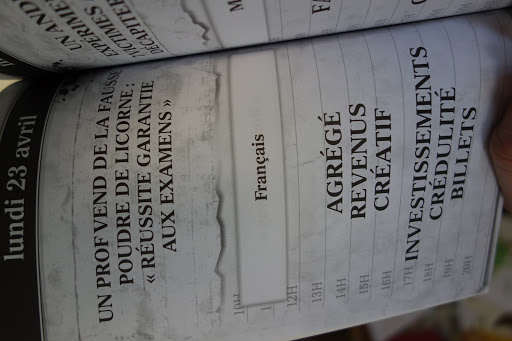 lundi 23 avril
UN PROF VEND DE LA FAUSSE
POUDRE DE LICORNE :
« RÉUSSITE GARANTIE
AUX EXAMENS »
Français
10H
12H
13H
14H
15H
16H
17H
18H
19H
20H
AGRÉGÉ
REVENUS
CRÉATIF
INVESTISSEMENTS
CRÉDULITÉ
BILLETS